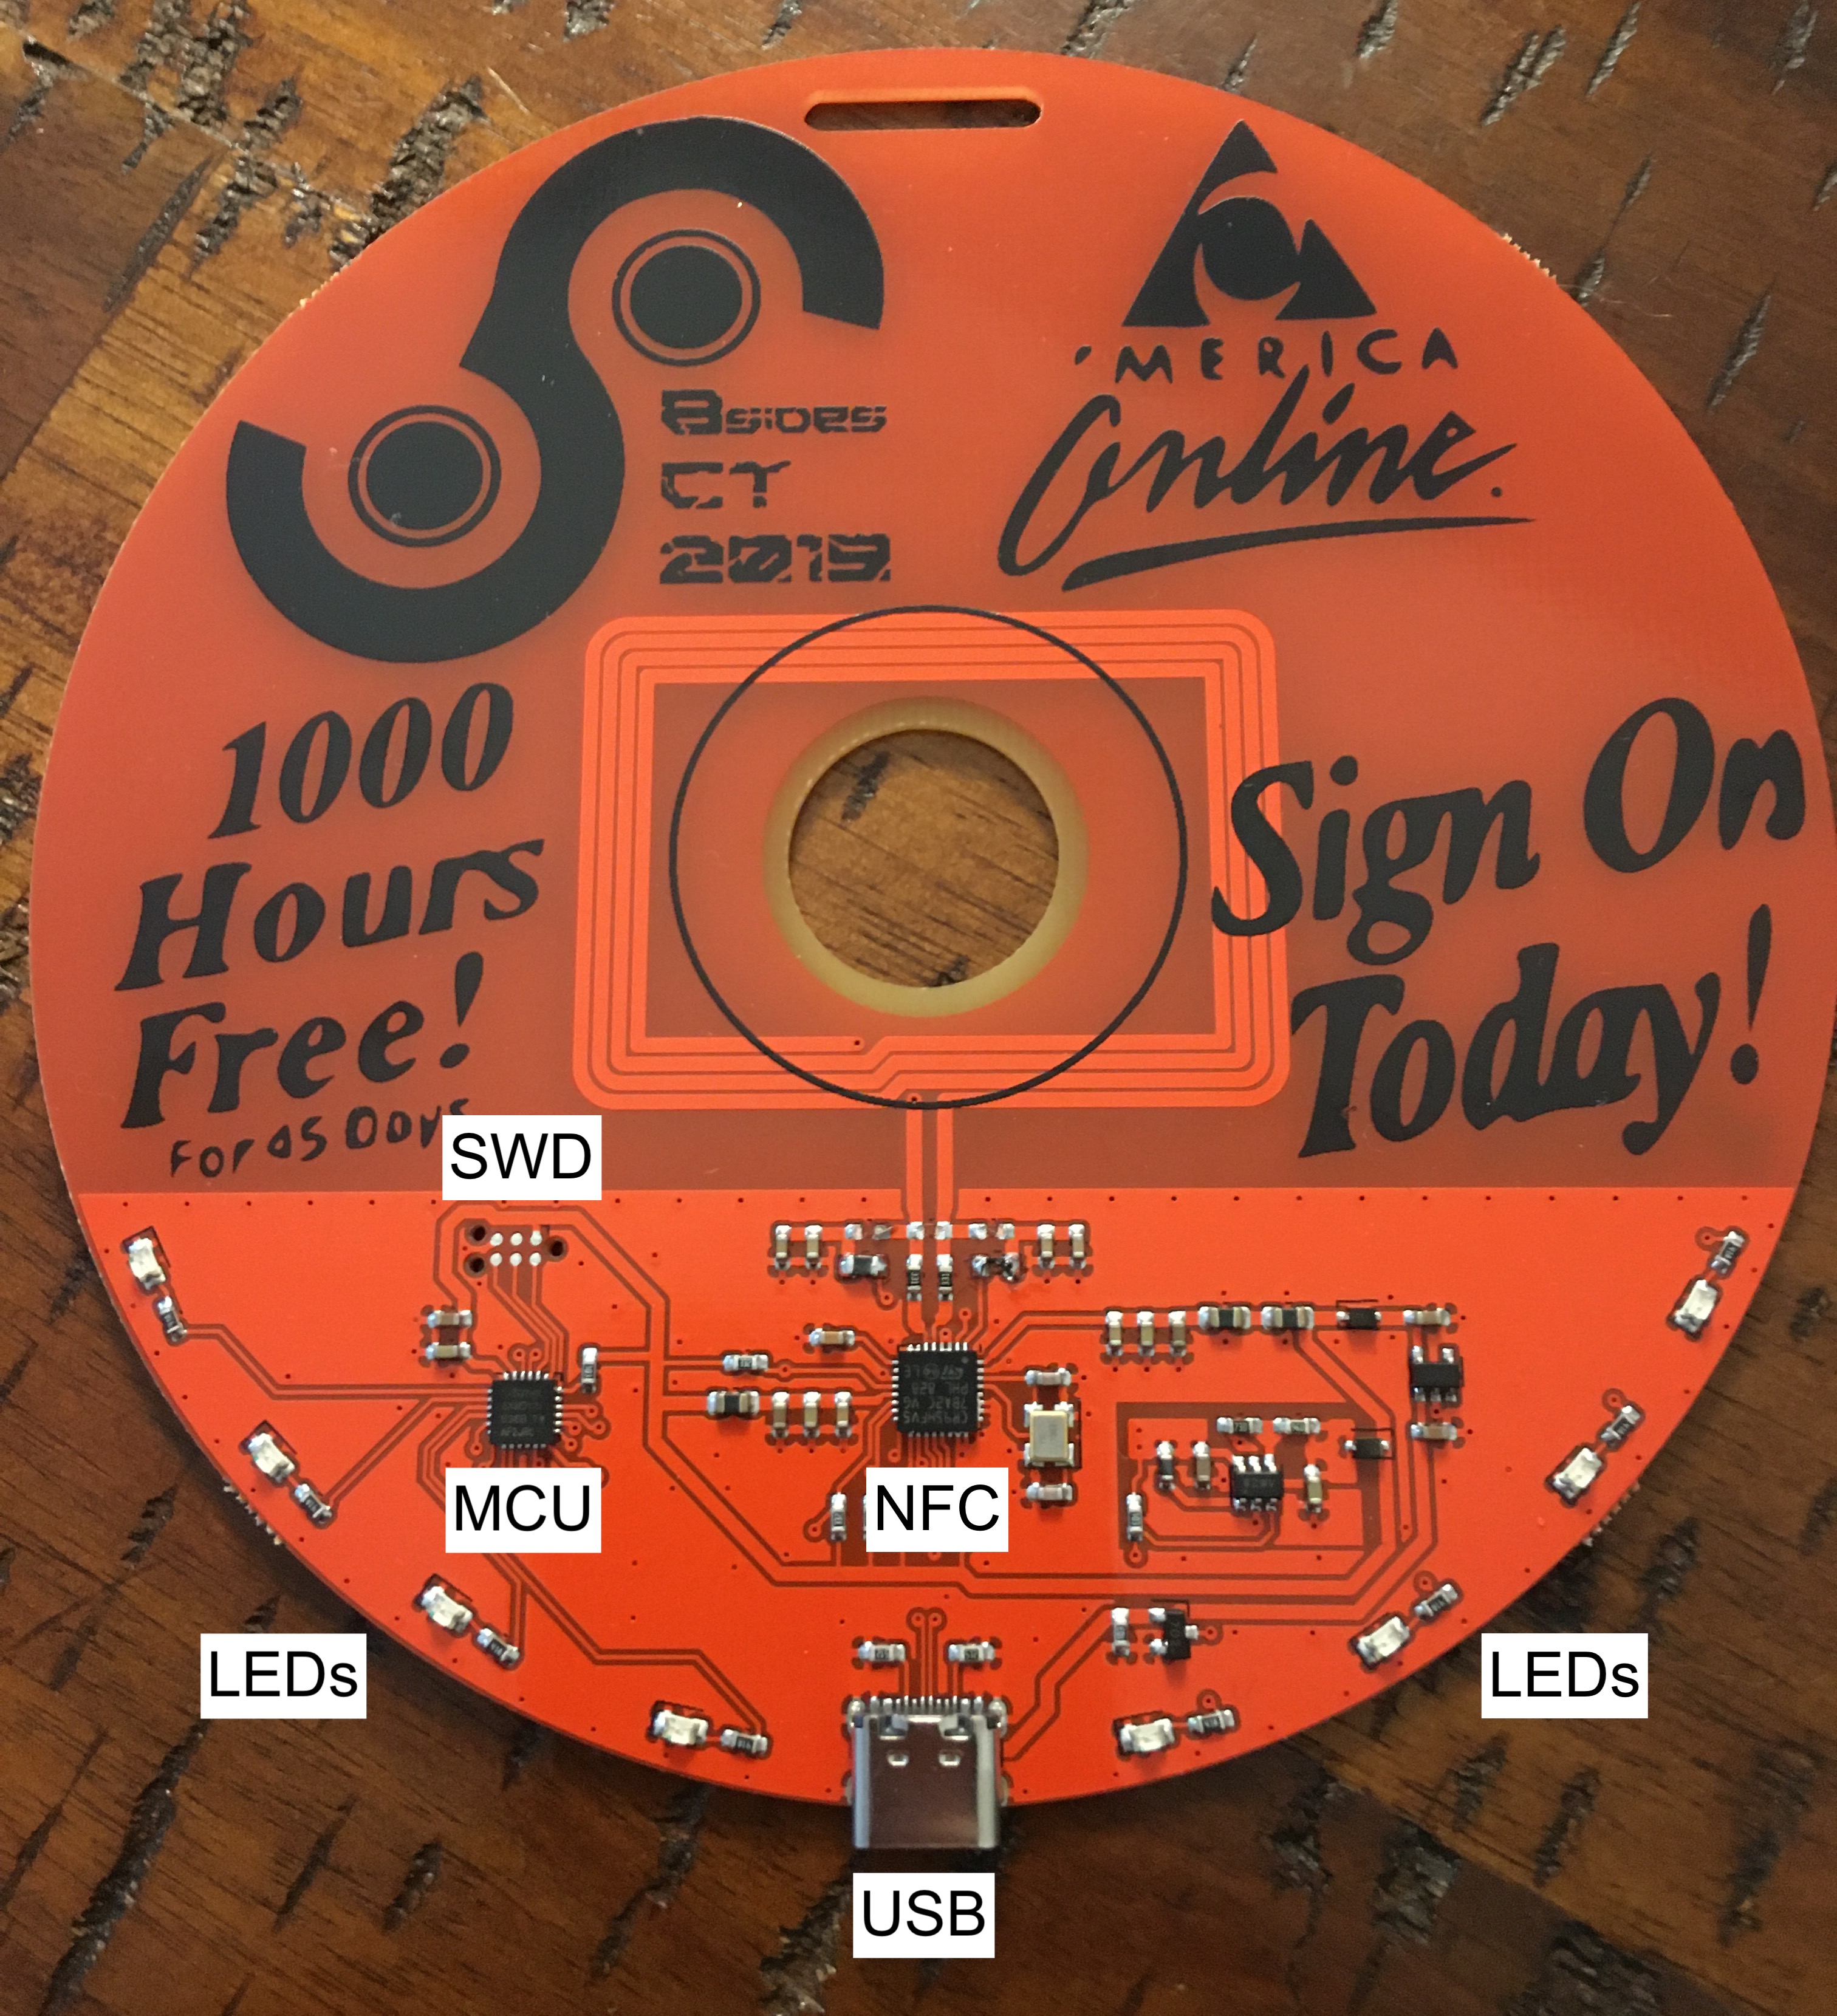 Bsides
CT
2019
'MERICA
Online.
1000
Hours
Free!
For 45 Days
Sign On
Today!
SWD
MCU
NFC
LEDs
LEDs
USB